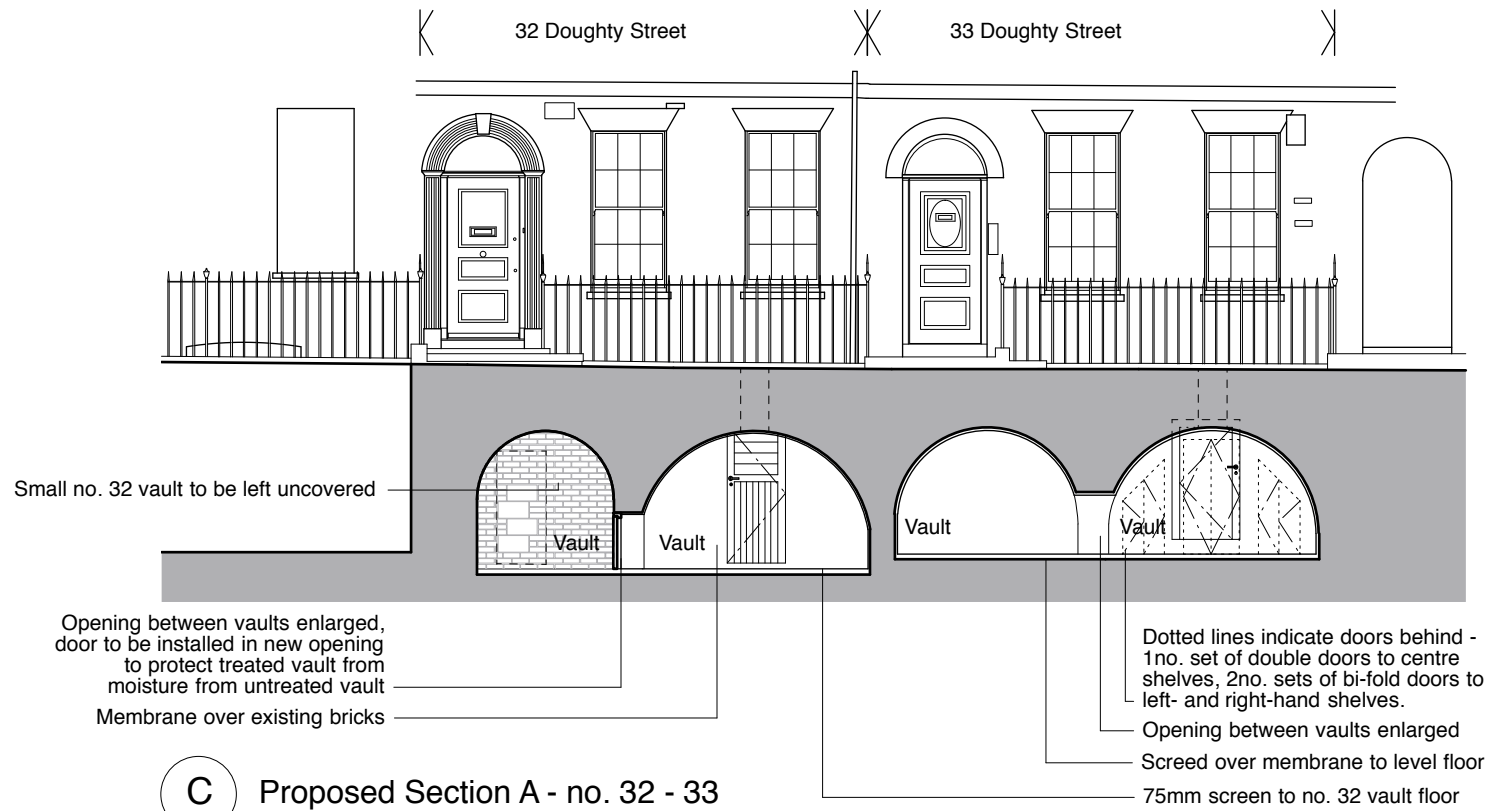 32 Doughty Street
33 Doughty Street
Small no. 32 vault to be left uncovered
Vault
Vault
Vault
Vault
Opening between vaults enlarged,
door to be installed in new opening
to protect treated vault from
moisture from untreated vault
Membrane over existing bricks
Dotted lines indicate doors behind -
1no. set of double doors to centre
shelves, 2no. sets of bi-fold doors to
left- and right-hand shelves.
Opening between vaults enlarged
Screed over membrane to level floor
75mm screen to no. 32 vault floor
C
Proposed Section A - no. 32 - 33